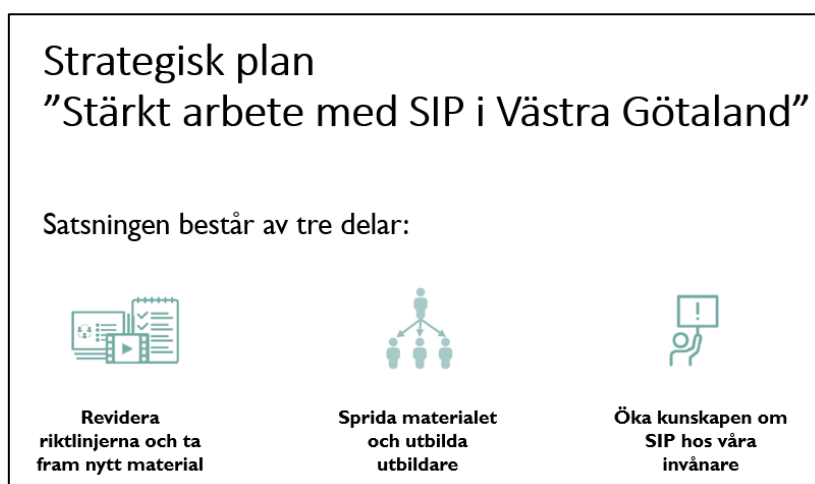 Strategisk plan
”Stärkt arbete med SIP i Västra Götaland”
Satsningen består av tre delar:
!
Revidera
riktlinjerna och ta
fram nytt material
Sprida materialet
och utbilda
utbildare
Öka kunskapen om
SIP hos våra
invånare